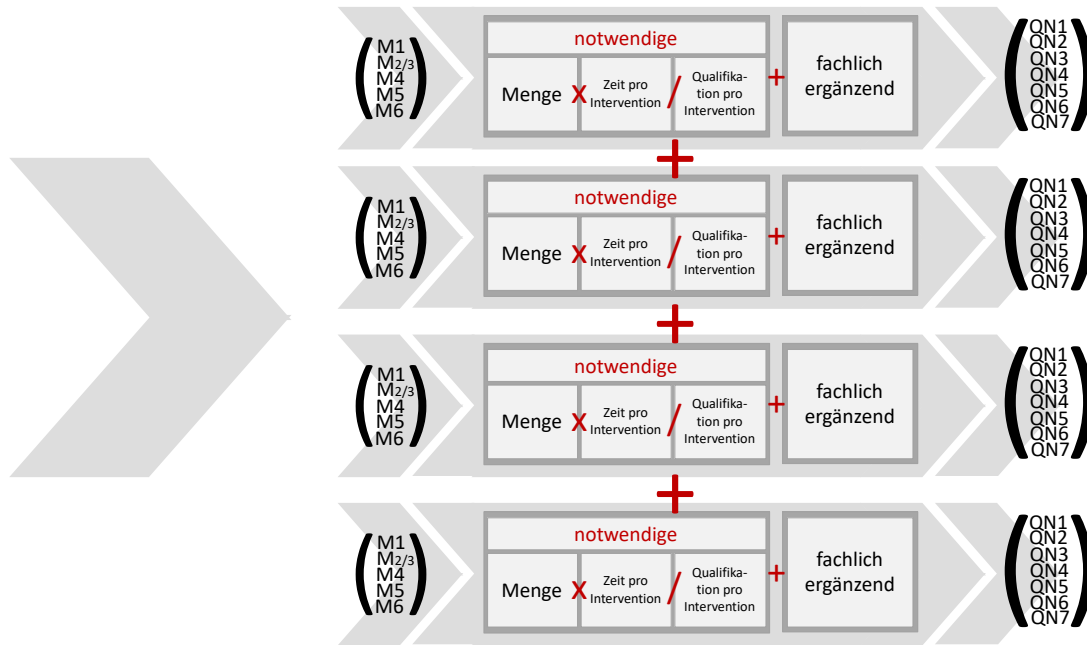 M1
M2/3
M4
M5
M6
notwendige
Menge x Zeit pro Intervention / Qualifika-
tion pro
Intervention
+
fachlich
ergänzend
QN1
QN2
QN3
QN4
QN5
QN6
QN7
+
M1
M2/3
M4
M5
M6
notwendige
Menge x Zeit pro Intervention / Qualifika-
tion pro
Intervention
+
fachlich
ergänzend
QN1
QN2
QN3
QN4
QN5
QN6
QN7
+
M1
M2/3
M4
M5
M6
notwendige
Menge x Zeit pro Intervention / Qualifika-
tion pro
Intervention
+
fachlich
ergänzend
QN1
QN2
QN3
QN4
QN5
QN6
QN7
+
M1
M2/3
M4
M5
M6
notwendige
Menge x Zeit pro Intervention / Qualifika-
tion pro
Intervention
+
fachlich
ergänzend
QN1
QN2
QN3
QN4
QN5
QN6
QN7